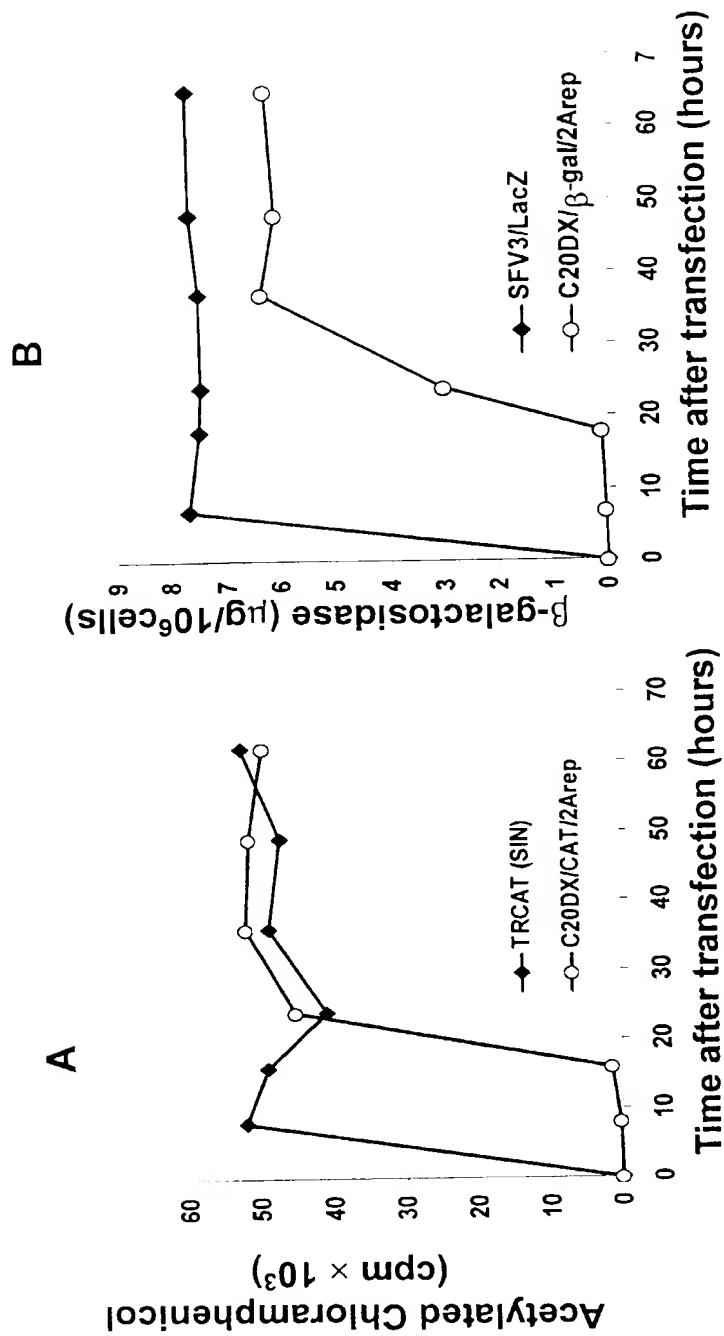 A
Acetylated Chloramphenicol
(cpm × 10³)
60
50
40
30
20
10
0
TRCAT (SIN)
C20DX/CAT/2Arep
0 10 20 30 40 50 60 70
Time after transfection (hours)
B
β-galactosidase (μg/10⁶cells)
9
8
7
6
5
4
3
2
1
0
SFV3/LacZ
C20DX/β-gal/2Arep
0 10 20 30 40 50 60 7
Time after transfection (hours)